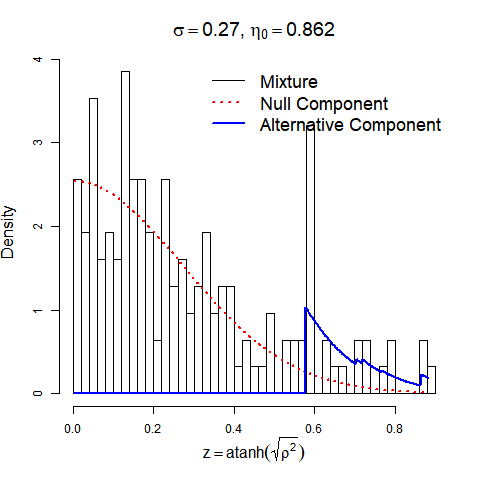 σ = 0.27, η₀ = 0.862
Mixture
Null Component
Alternative Component
Density
4
3
2
1
0
0.0 0.2 0.4 0.6 0.8
z = atanh(√ρ²)